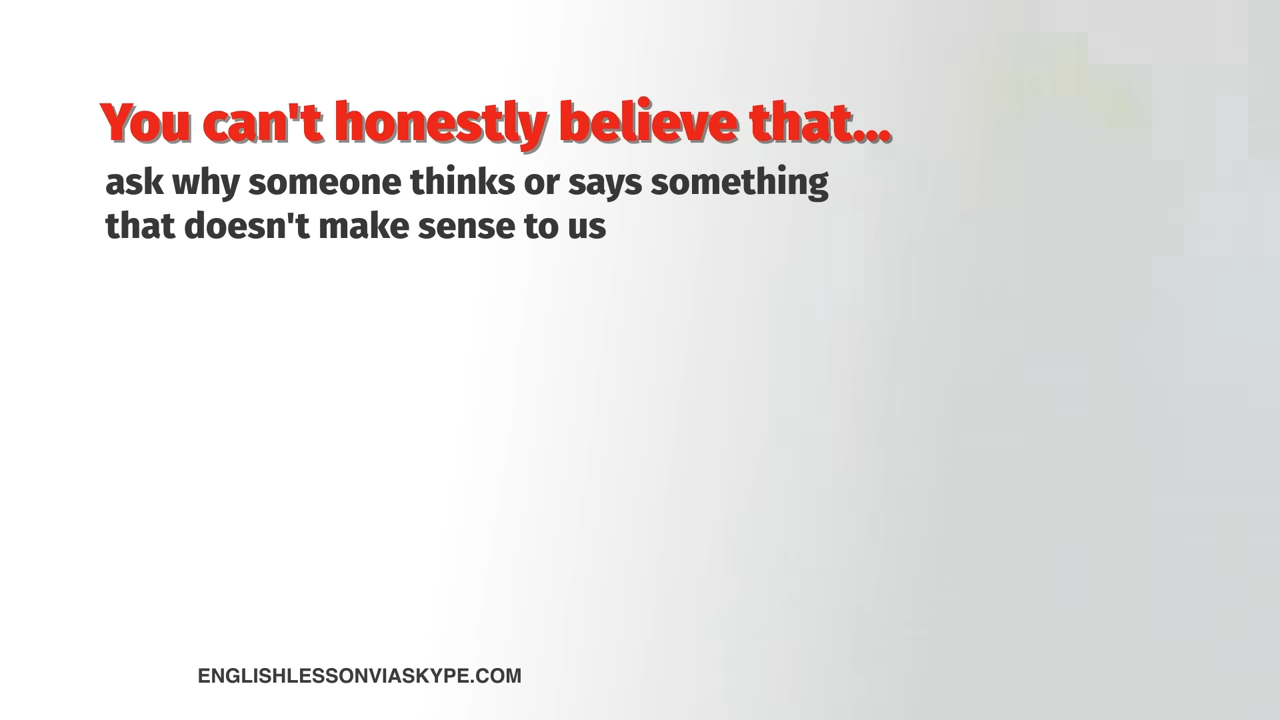 You can't honestly believe that...
ask why someone thinks or says something
that doesn't make sense to us
ENGLISHLESSONVIASKYPE.COM